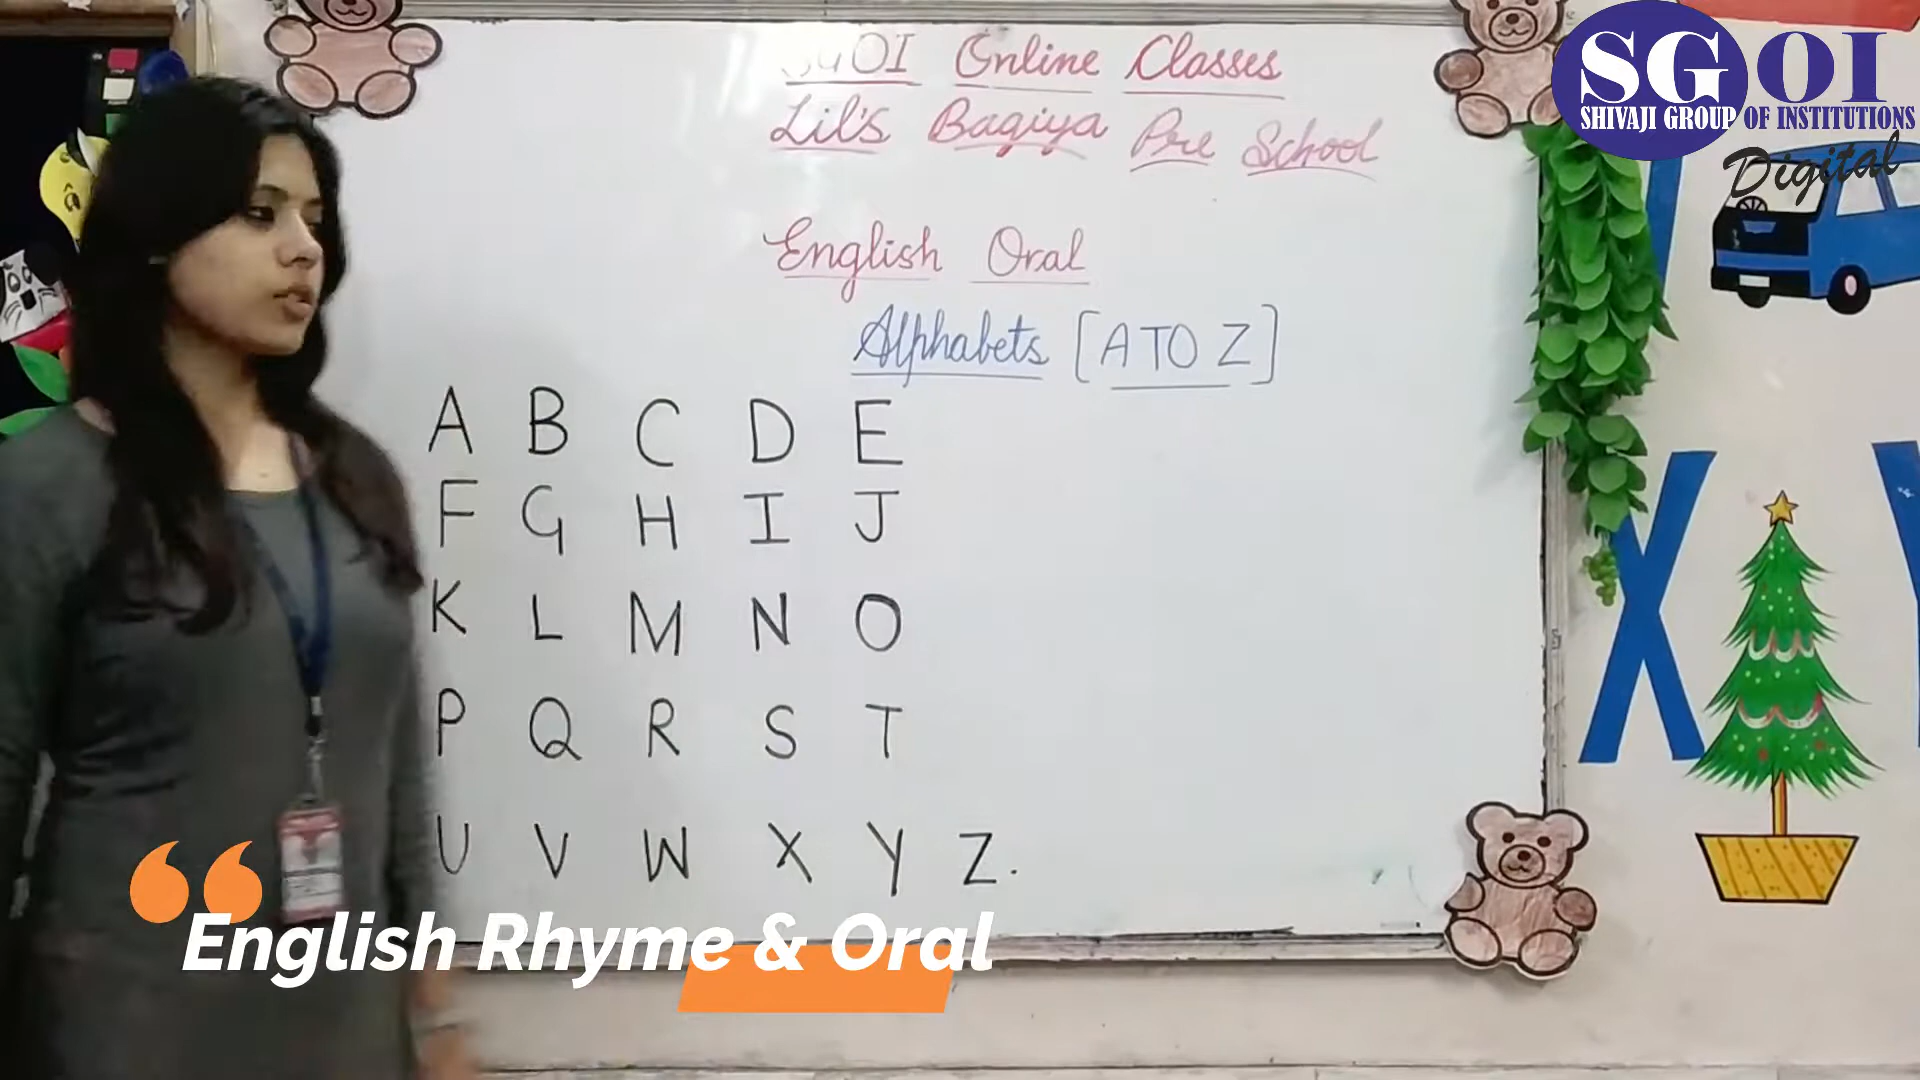 SGOI Online Classes
Lil's Bagiya Pre School
English Oral
Alphabets [A TO Z]
A B C D E
F G H I J
K L M N O
P Q R S T
U V W X Y Z.
SGOI
SHIVAJI GROUP OF INSTITUTIONS
Digital
X
English Rhyme & Oral